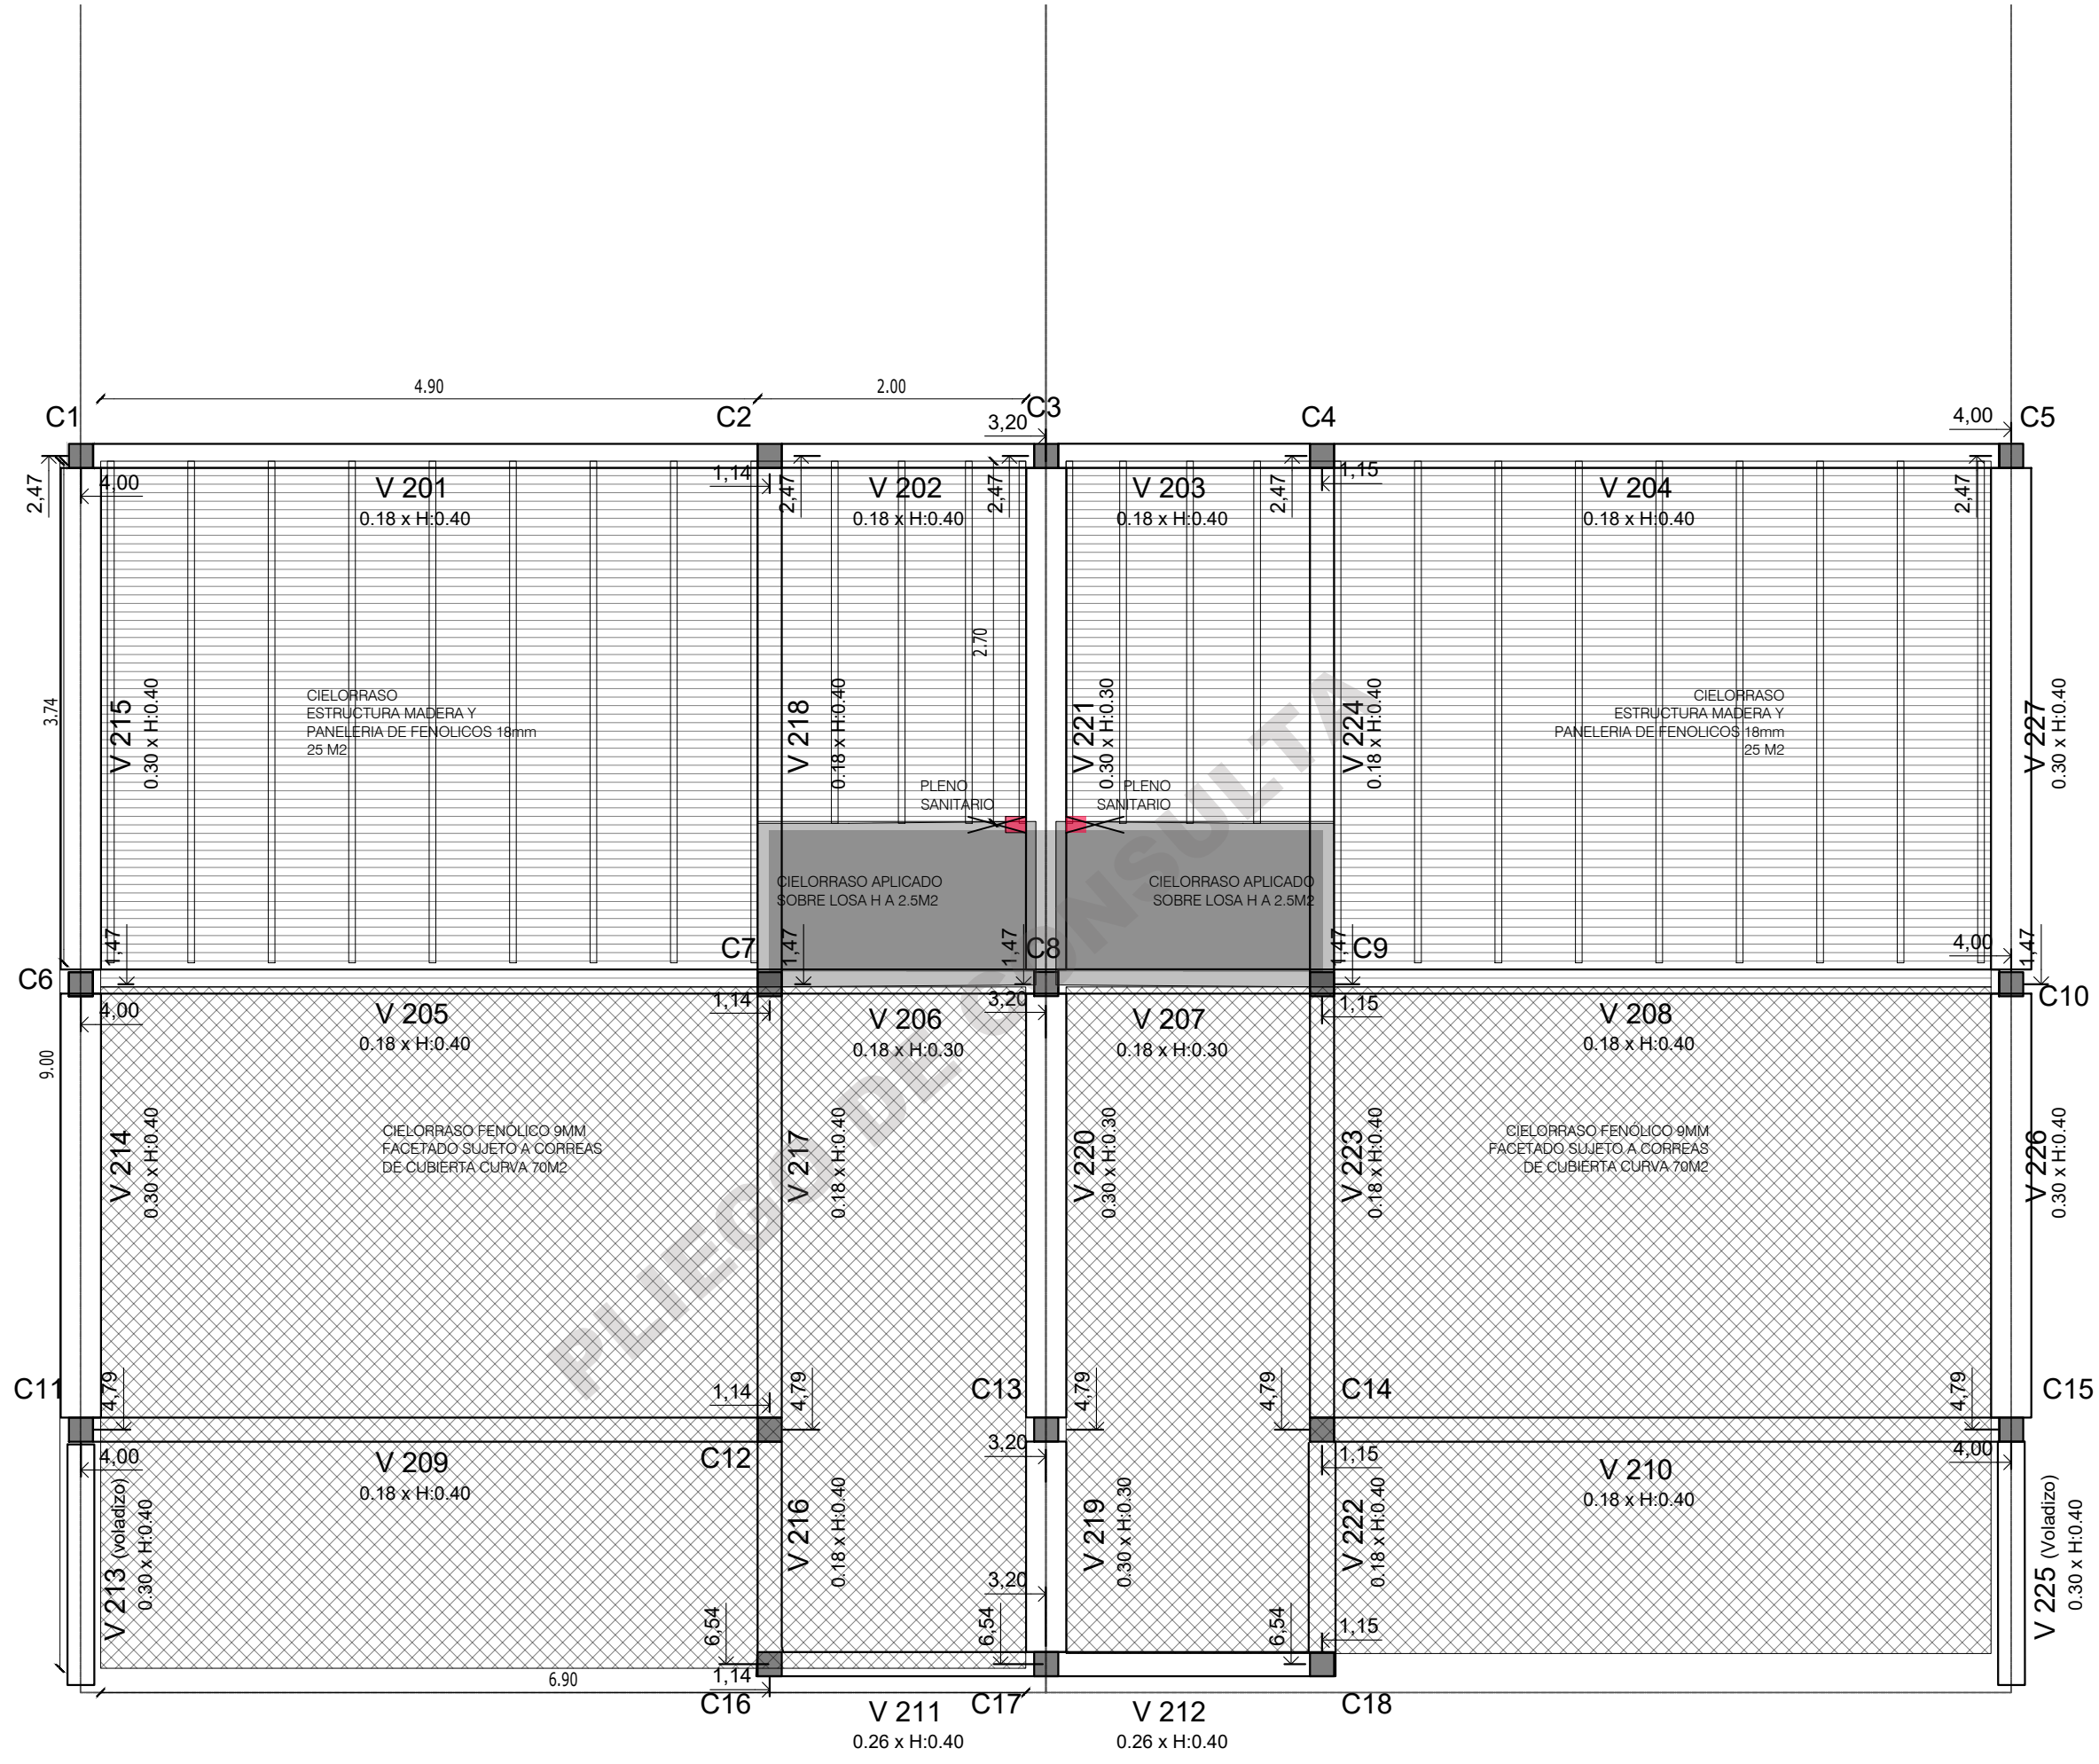 4.90
2.00
C1
C2
C3
C4
C5
3,20
4,00
2,47
4,00
V 201
0.18 x H:0.40
1,14
2,47
V 202
0.18 x H:0.40
2,47
V 203
0.18 x H:0.40
2,47
1,15
V 204
0.18 x H:0.40
2,47
3.74
V 215
0.30 x H:0.40
CIELORRASO
ESTRUCTURA MADERA Y
PANELERIA DE FENOLICOS 18mm
25 M2
V 218
0.18 x H:0.40
2.70
V 221
0.30 x H:0.30
V 224
0.18 x H:0.40
CIELORRASO
ESTRUCTURA MADERA Y
PANELERIA DE FENOLICOS 18mm
25 M2
V 227
0.30 x H:0.40
PLENO
SANITARIO
PLENO
SANITARIO
CIELORRASO APLICADO
SOBRE LOSA H A 2.5M2
CIELORRASO APLICADO
SOBRE LOSA H A 2.5M2
C6
1,47
C7
1,47
1,47
C8
1,47
C9
4,00
1,47
C10
4,00
V 205
0.18 x H:0.40
1,14
V 206
0.18 x H:0.30
3,20
V 207
0.18 x H:0.30
1,15
V 208
0.18 x H:0.40
9.00
V 214
0.30 x H:0.40
CIELORRASO FENÓLICO 9MM
FACETADO SUJETO A CORREAS
DE CUBIERTA CURVA 70M2
V 217
0.18 x H:0.40
V 220
0.30 x H:0.30
V 223
0.18 x H:0.40
CIELORRASO FENÓLICO 9MM
FACETADO SUJETO A CORREAS
DE CUBIERTA CURVA 70M2
V 226
0.30 x H:0.40
PLIEGO DE CONSULTA
C11
4,79
1,14
4,79
C13
4,79
4,79
C14
4,79
C15
4,00
V 209
0.18 x H:0.40
C12
3,20
1,15
V 210
0.18 x H:0.40
4,00
V 213 (voladizo)
0.30 x H:0.40
V 216
0.18 x H:0.40
V 219
0.30 x H:0.30
V 222
0.18 x H:0.40
V 225 (Voladizo)
0.30 x H:0.40
3,20
6,54
6,54
6,54
1,15
6.90
1,14
C16
V 211
0.26 x H:0.40
C17
V 212
0.26 x H:0.40
C18